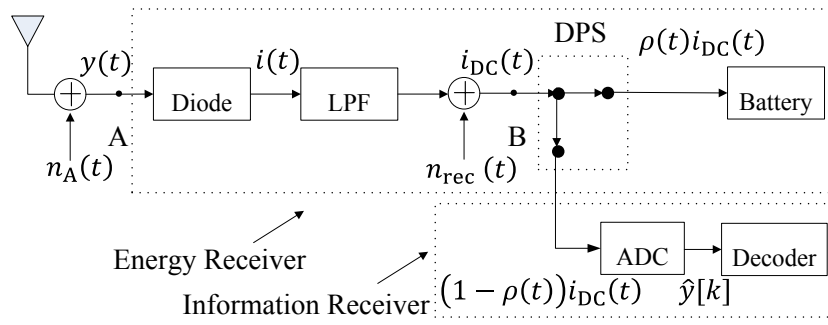 DPS
y(t)
i(t)
i_DC(t)
ρ(t)i_DC(t)
Diode
LPF
Battery
A
B
n_A(t)
n_rec (t)
Energy Receiver
ADC
Decoder
Information Receiver
(1 − ρ(t))i_DC(t)
ŷ[k]